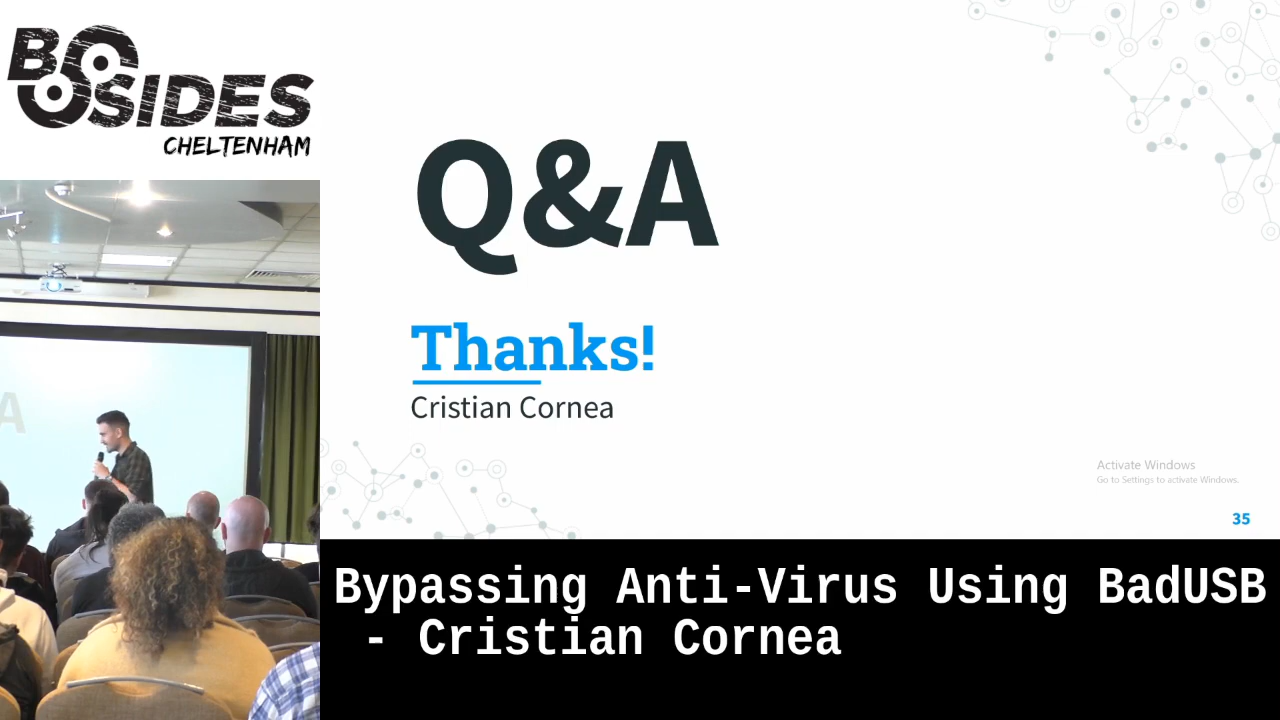 BSIDES
CHELTENHAM
Q&A
Thanks!
Cristian Cornea
Activate Windows
Go to Settings to activate Windows.
35
A
Bypassing Anti-Virus Using BadUSB
- Cristian Cornea